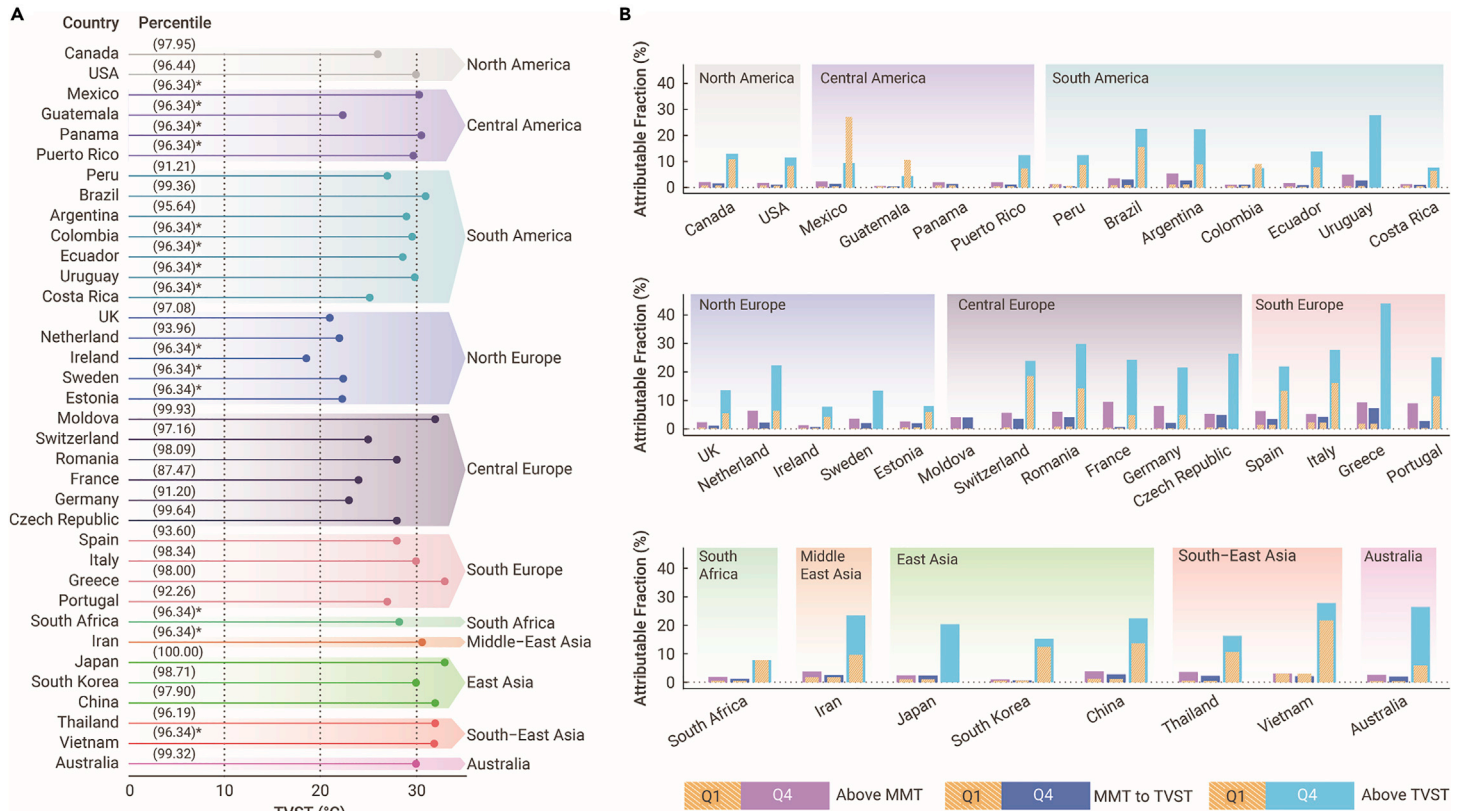 A
Country Percentile
Canada (97.95)
USA (96.44)
North America
Mexico (96.34)*
Guatemala (96.34)*
Panama (96.34)*
Puerto Rico (96.34)*
Central America
Peru (91.21)
Brazil (99.36)
Argentina (95.64)
Colombia (96.34)*
Ecuador (96.34)*
Uruguay (96.34)*
Costa Rica (96.34)*
South America
UK (97.08)
Netherland (93.96)
Ireland (96.34)*
Sweden (96.34)*
Estonia (96.34)*
North Europe
Moldova (99.93)
Switzerland (97.16)
Romania (98.09)
France (87.47)
Germany (91.20)
Czech Republic (99.64)
Central Europe
Spain (93.60)
Italy (98.34)
Greece (98.00)
Portugal (92.26)
South Europe
South Africa (96.34)*
South Africa
Iran (96.34)*
Middle-East Asia
Japan (100.00)
South Korea (98.71)
China (97.90)
East Asia
Thailand (96.19)
Vietnam (96.34)*
South-East Asia
Australia (99.32)
Australia
0 10 20 30
TVST (°C)
B
Attributable Fraction (%)
40
30
20
10
0
North America Central America South America
Canada USA Mexico Guatemala Panama Puerto Rico Peru Brazil Argentina Colombia Ecuador Uruguay Costa Rica
Attributable Fraction (%)
40
30
20
10
0
North Europe Central Europe South Europe
UK Netherland Ireland Sweden Estonia Moldova Switzerland Romania France Germany Czech Republic Spain Italy Greece Portugal
Attributable Fraction (%)
40
30
20
10
0
South
Africa
Middle
East Asia
East Asia
South-East Asia
Australia
South Africa Iran Japan South Korea China Thailand Vietnam Australia
Q1 Q4 Above MMT Q1 Q4 MMT to TVST Q1 Q4 Above TVST